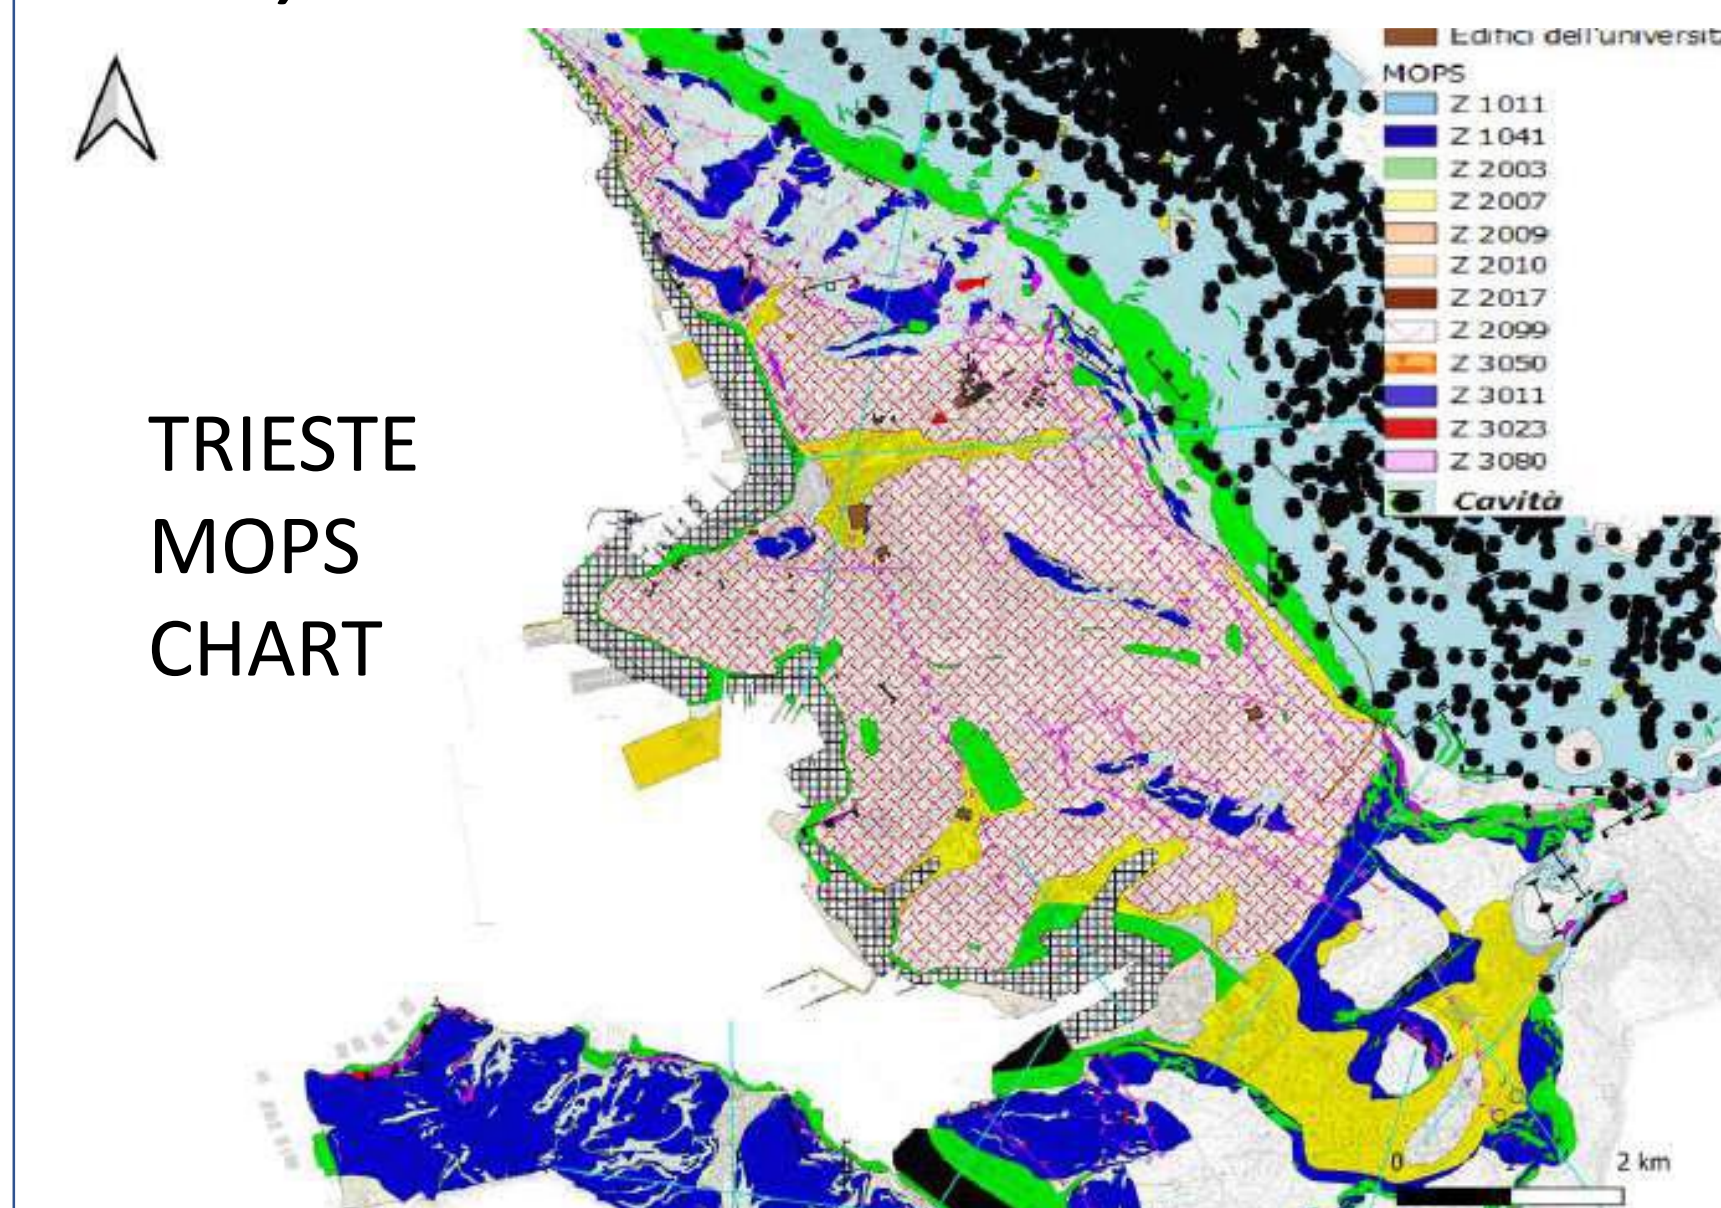 Edifici dell'universit
MOPS
Z 1011
Z 1041
Z 2003
Z 2007
Z 2009
Z 2010
Z 2017
Z 2099
Z 3050
Z 3011
Z 3023
Z 3080
Cavità
TRIESTE
MOPS
CHART
0 1 2 km